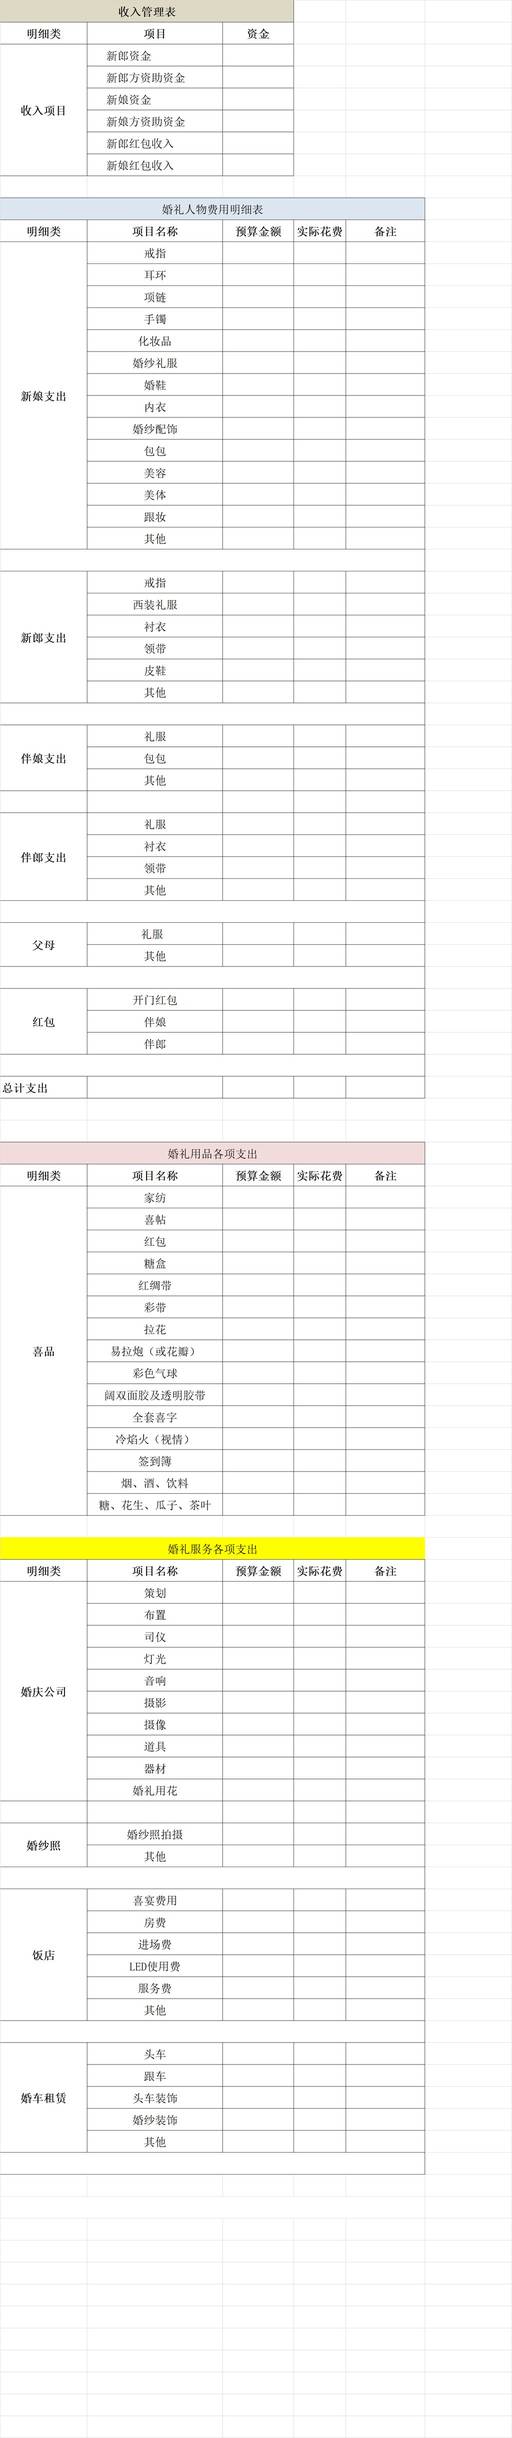 收入管理表
明细类 项目 资金
收入项目
新郎资金
新郎方资助资金
新娘资金
新娘方资助资金
新郎红包收入
新娘红包收入
婚礼人物费用明细表
明细类 项目名称 预算金额 实际花费 备注
新娘支出
戒指
耳环
项链
手镯
化妆品
婚纱礼服
婚鞋
内衣
婚纱配饰
包包
美容
美体
跟妆
其他
新郎支出
戒指
西装礼服
衬衣
领带
皮鞋
其他
伴娘支出
礼服
包包
其他
伴郎支出
礼服
衬衣
领带
其他
父母
礼服
其他
红包
开门红包
伴娘
伴郎
总计支出
婚礼用品各项支出
明细类 项目名称 预算金额 实际花费 备注
喜品
家纺
喜帖
红包
糖盒
红绸带
彩带
拉花
易拉炮（或花瓣）
彩色气球
阔双面胶及透明胶带
全套喜字
冷焰火（视情）
签到簿
烟、酒、饮料
糖、花生、瓜子、茶叶
婚礼服务各项支出
明细类 项目名称 预算金额 实际花费 备注
婚庆公司
策划
布置
司仪
灯光
音响
摄影
摄像
道具
器材
婚礼用花
婚纱照
婚纱照拍摄
其他
饭店
喜宴费用
房费
进场费
LED使用费
服务费
其他
婚车租赁
头车
跟车
头车装饰
婚纱装饰
其他